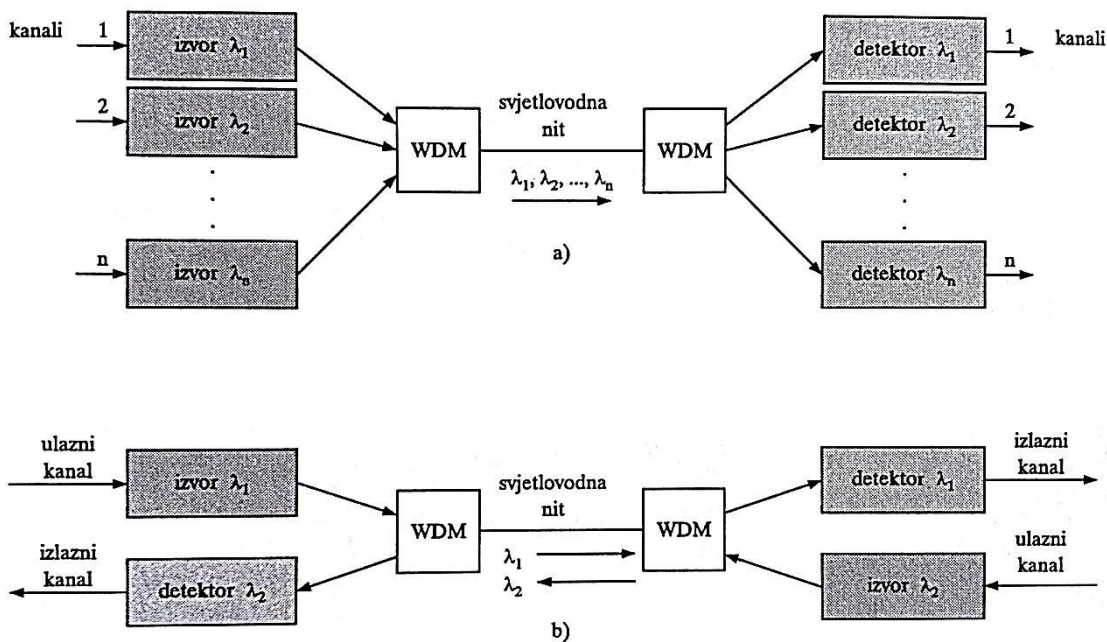 kanali
1
izvor λ1
2
izvor λ2
n
izvor λn
WDM
svjetlovodna
nit
λ1, λ2, ..., λn
WDM
detektor λ1
1
kanali
detektor λ2
2
detektor λn
n
a)
ulazni
kanal
izvor λ1
izlazni
kanal
detektor λ2
WDM
svjetlovodna
nit
λ1
λ2
WDM
detektor λ1
izlazni
kanal
izvor λ2
ulazni
kanal
b)